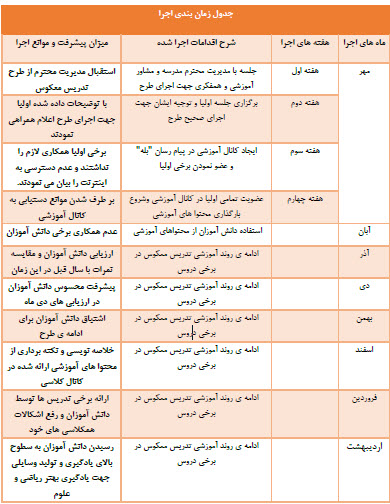 جدول زمان بندی اجرا
ماه های اجرا
هفته های اجرا
شرح اقدامات اجرا شده
میزان پیشرفت و موانع اجرا
مهر
هفته اول
جلسه با مدیریت محترم مدرسه و مشاور
آموزشی و همفکری جهت اجرای طرح
استقبال مدیریت محترم از طرح
تدریس معکوس
هفته دوم
برگزاری جلسه اولیا و توجیه ایشان جهت
اجرای صحیح طرح
با توضیحات داده شده اولیا
جهت اجرای طرح اعلام همراهی
نمودند
هفته سوم
ایجاد کانال آموزشی در پیام رسان "بله"
و عضو نمودن برخی اولیا
برخی اولیا همکاری لازم را
نداشتند و عدم دسترسی به
اینترنت را بیان می نمودند.
هفته چهارم
عضویت تمامی اولیا در کانال آموزشی وشروع
بارگذاری محتوا های آموزشی
بر طرف شدن موانع دستیابی به
کانال آموزشی
آبان
استفاده دانش آموزان از محتواهای آموزشی
عدم همکاری برخی دانش آموزان
آذر
ادامه ی روند آموزشی تدریس معکوس در
برخی دروس
ارزیابی دانش آموزان و مقایسه
نمرات با سال قبل در این زمان
دی
ادامه ی روند آموزشی تدریس معکوس در
برخی دروس
پیشرفت محسوس دانش آموزان
در ارزیابی های دی ماه
بهمن
ادامه ی روند آموزشی تدریس معکوس در
برخی دروس
اشتیاق دانش آموزان برای
ادامه ی طرح
اسفند
ادامه ی روند آموزشی تدریس معکوس در
برخی دروس
خلاصه نویسی و نکته برداری از
محتوا های آموزشی ارائه شده در
کانال کلاسی
فروردین
ادامه ی روند آموزشی تدریس معکوس در
برخی دروس
ارائه برخی تدریس ها توسط
دانش آموزان و رفع اشکالات
همکلاسی های خود
اردیبهشت
ادامه ی روند آموزشی تدریس معکوس در
برخی دروس
رسیدن دانش آموزان به سطوح
بالای یادگیری و تولید وسایلی
جهت یادگیری بهتر ریاضی و
علوم